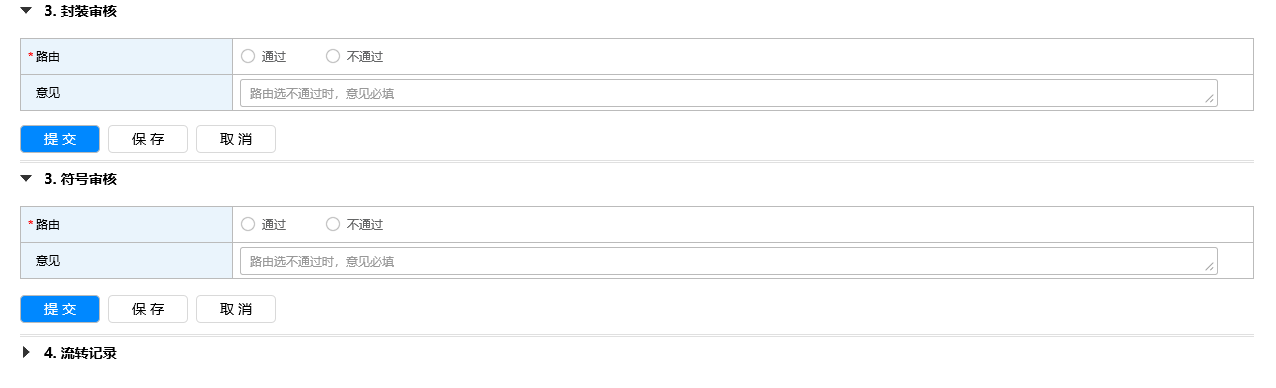 3. 封装审核
*路由 通过 不通过
意见 路由选不通过时，意见必填
提 交 保 存 取 消
3. 符号审核
*路由 通过 不通过
意见 路由选不通过时，意见必填
提 交 保 存 取 消
4. 流转记录